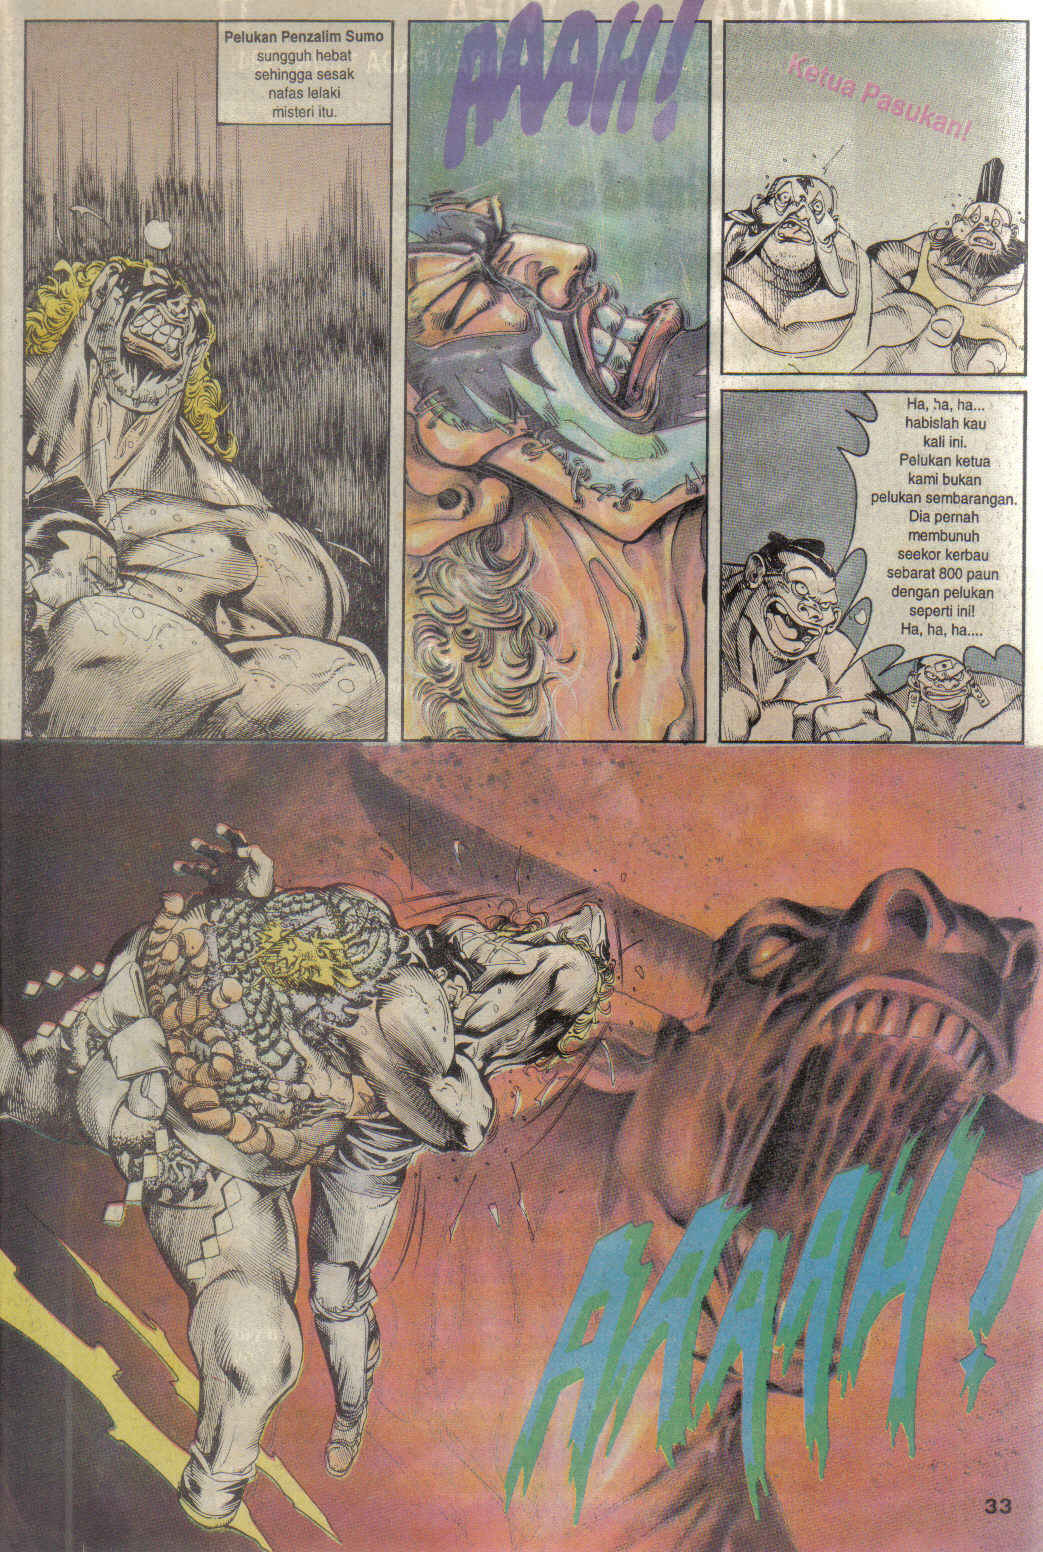 Pelukan Penzalim Sumo
sungguh hebat
sehingga sesak
nafas lelaki
misteri itu.
AAAH!
Ketua Pasukan!
Ha, ha, ha...
habislah kau
kali ini.
Pelukan ketua
kami bukan
pelukan sembarangan.
Dia pernah
membunuh
seekor kerbau
sebarat 800 paun
dengan pelukan
seperti ini!
Ha, ha, ha....
AAAAAH!
33